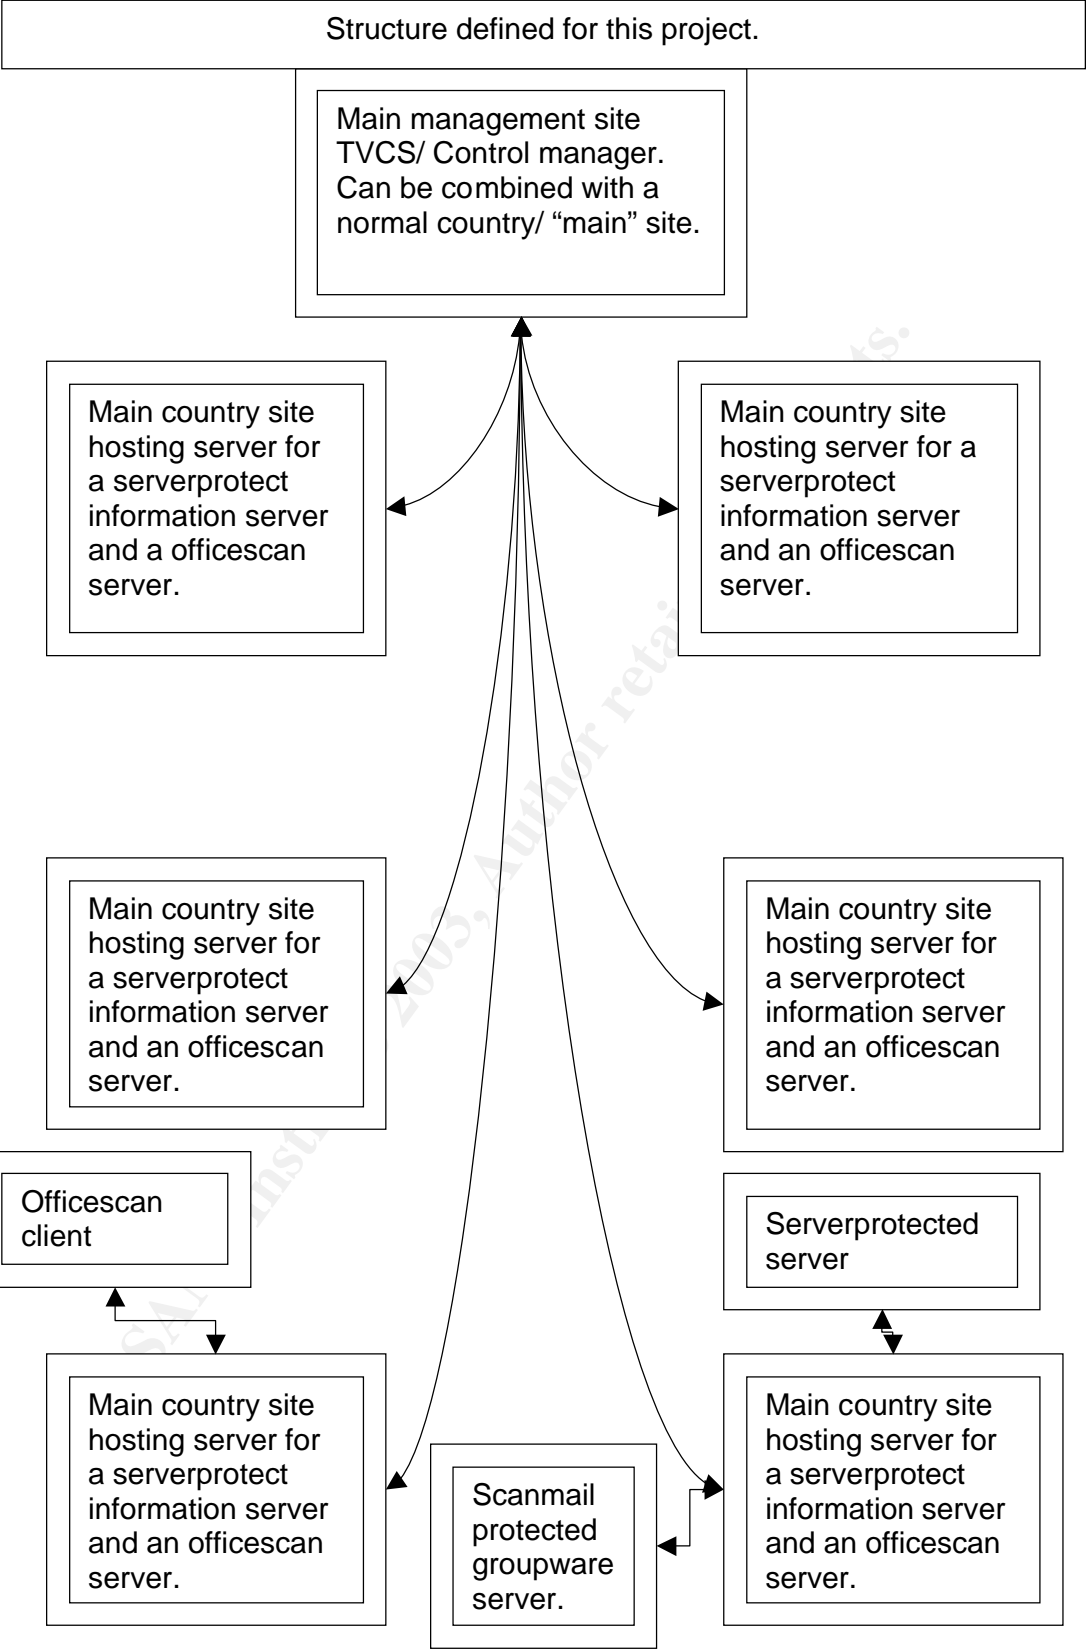 Structure defined for this project.
Main management site
TVCS/ Control manager.
Can be combined with a
normal country/ “main” site.
Main country site
hosting server for
a serverprotect
information server
and a officescan
server.
Main country site
hosting server for a
serverprotect
information server
and an officescan
server.
Main country site
hosting server for
a serverprotect
information server
and an officescan
server.
Main country site
hosting server for
a serverprotect
information server
and an officescan
server.
Officescan
client
Serverprotected
server
Main country site
hosting server for
a serverprotect
information server
and an officescan
server.
Scanmail
protected
groupware
server.
Main country site
hosting server for
a serverprotect
information server
and an officescan
server.
2003, Author